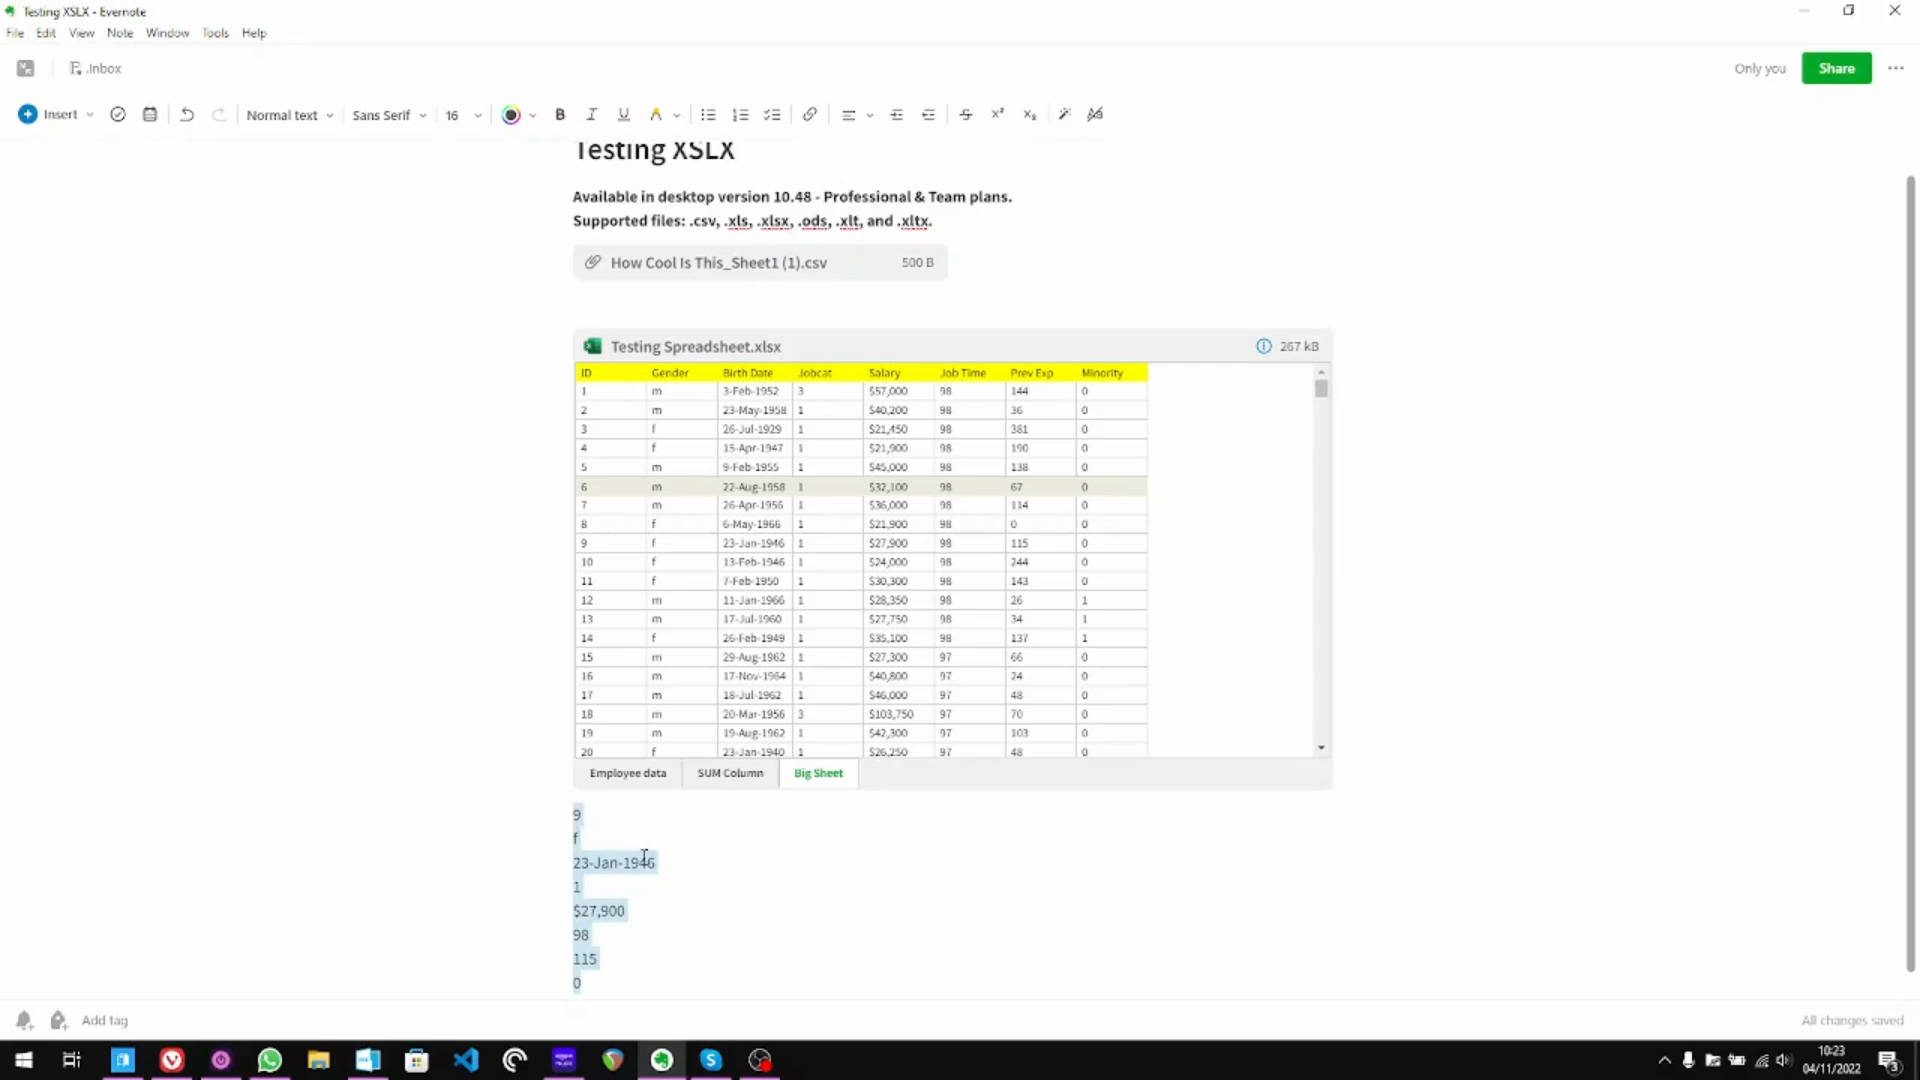 Testing XSLX - Evernote
File Edit View Note Window Tools Help
.Inbox
Only you Share
Insert Normal text Sans Serif 16
Testing XSLX
Available in desktop version 10.48 - Professional & Team plans.
Supported files: .csv, .xls, .xlsx, .ods, .xlt, and .xltx.
How Cool Is This_Sheet1 (1).csv 500 B
Testing Spreadsheet.xlsx 267 kB
ID Gender Birth Date Jobcat Salary Job Time Prev Exp Minority
1 m 3-Feb-1952 3 $57,000 98 144 0
2 m 23-May-1958 1 $40,200 98 36 0
3 f 26-Jul-1929 1 $21,450 98 381 0
4 f 15-Apr-1947 1 $21,900 98 190 0
5 m 9-Feb-1955 1 $45,000 98 138 0
6 m 22-Aug-1958 1 $32,100 98 67 0
7 m 26-Apr-1956 1 $36,000 98 114 0
8 f 6-May-1966 1 $21,900 98 0 0
9 f 23-Jan-1946 1 $27,900 98 115 0
10 f 13-Feb-1946 1 $24,000 98 244 0
11 f 7-Feb-1950 1 $30,300 98 143 0
12 m 11-Jan-1966 1 $28,350 98 26 1
13 m 17-Jul-1960 1 $27,750 98 34 1
14 f 26-Feb-1949 1 $35,100 98 137 1
15 m 29-Aug-1962 1 $27,300 97 66 0
16 m 17-Nov-1964 1 $40,800 97 24 0
17 m 18-Jul-1962 1 $46,000 97 48 0
18 m 20-Mar-1956 3 $103,750 97 70 0
19 m 19-Aug-1962 1 $42,300 97 103 0
20 f 23-Jan-1940 1 $26,250 97 48 0
Employee data SUM Column Big Sheet
9
f
23-Jan-1946
1
$27,900
98
115
0
Add tag All changes saved
10:23
04/11/2022